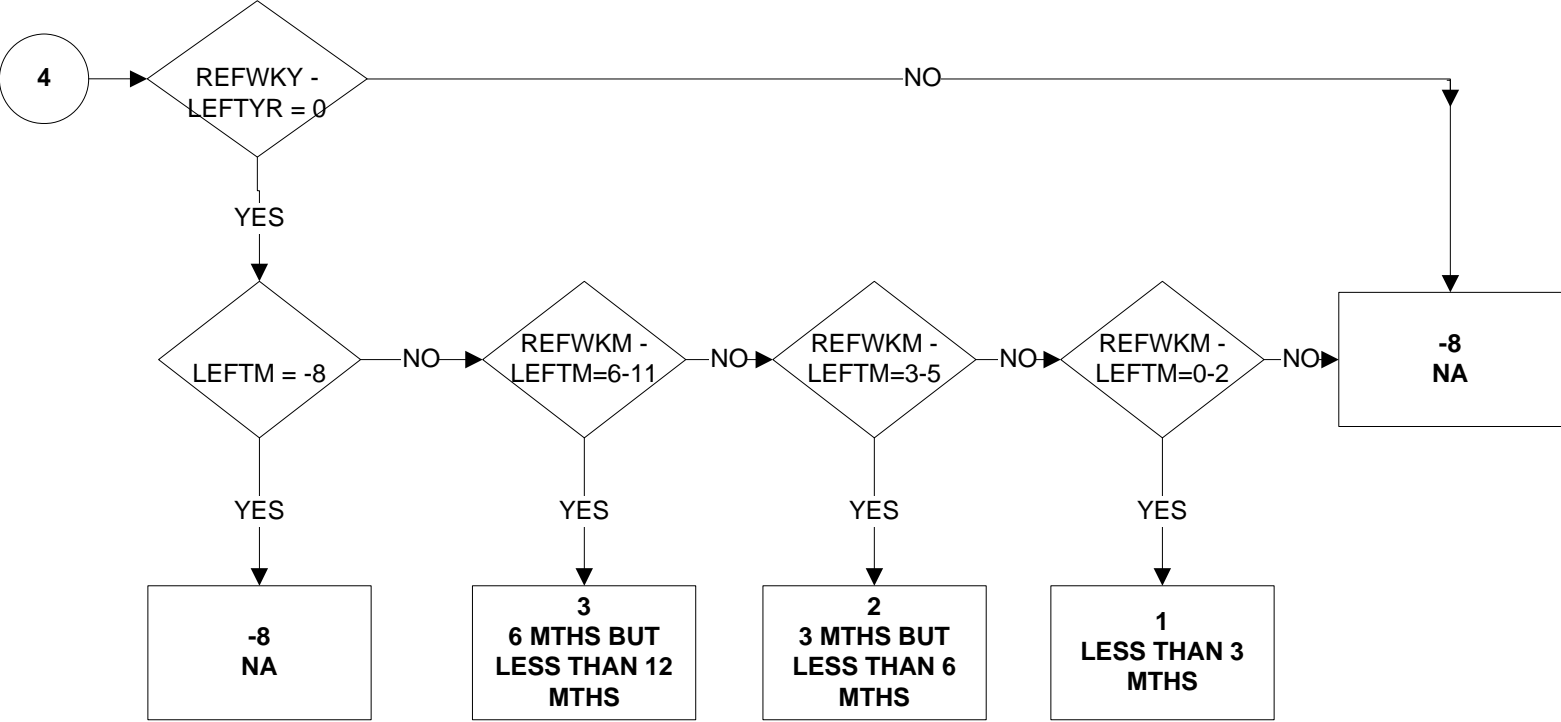 4
REFWKY -
LEFTYR = 0
NO
YES
LEFTM = -8
NO
REFWKM -
LEFTM=6-11
NO
REFWKM -
LEFTM=3-5
NO
REFWKM -
LEFTM=0-2
NO
-8
NA
YES
YES
YES
YES
-8
NA
3
6 MTHS BUT
LESS THAN 12
MTHS
2
3 MTHS BUT
LESS THAN 6
MTHS
1
LESS THAN 3
MTHS